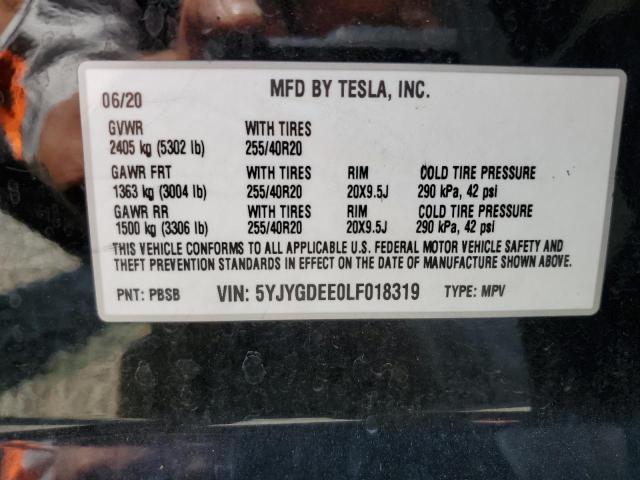 MFD BY TESLA, INC.
06/20
GVWR WITH TIRES
2405 kg (5302 lb) 255/40R20
GAWR FRT WITH TIRES RIM COLD TIRE PRESSURE
1363 kg (3004 lb) 255/40R20 20X9.5J 290 kPa, 42 psi
GAWR RR WITH TIRES RIM COLD TIRE PRESSURE
1500 kg (3306 lb) 255/40R20 20X9.5J 290 kPa, 42 psi
THIS VEHICLE CONFORMS TO ALL APPLICABLE U.S. FEDERAL MOTOR VEHICLE SAFETY AND
THEFT PREVENTION STANDARDS IN EFFECT ON THE DATE OF MANUFACTURE SHOWN ABOVE.
PNT: PBSB VIN: 5YJYGDEE0LF018319 TYPE: MPV